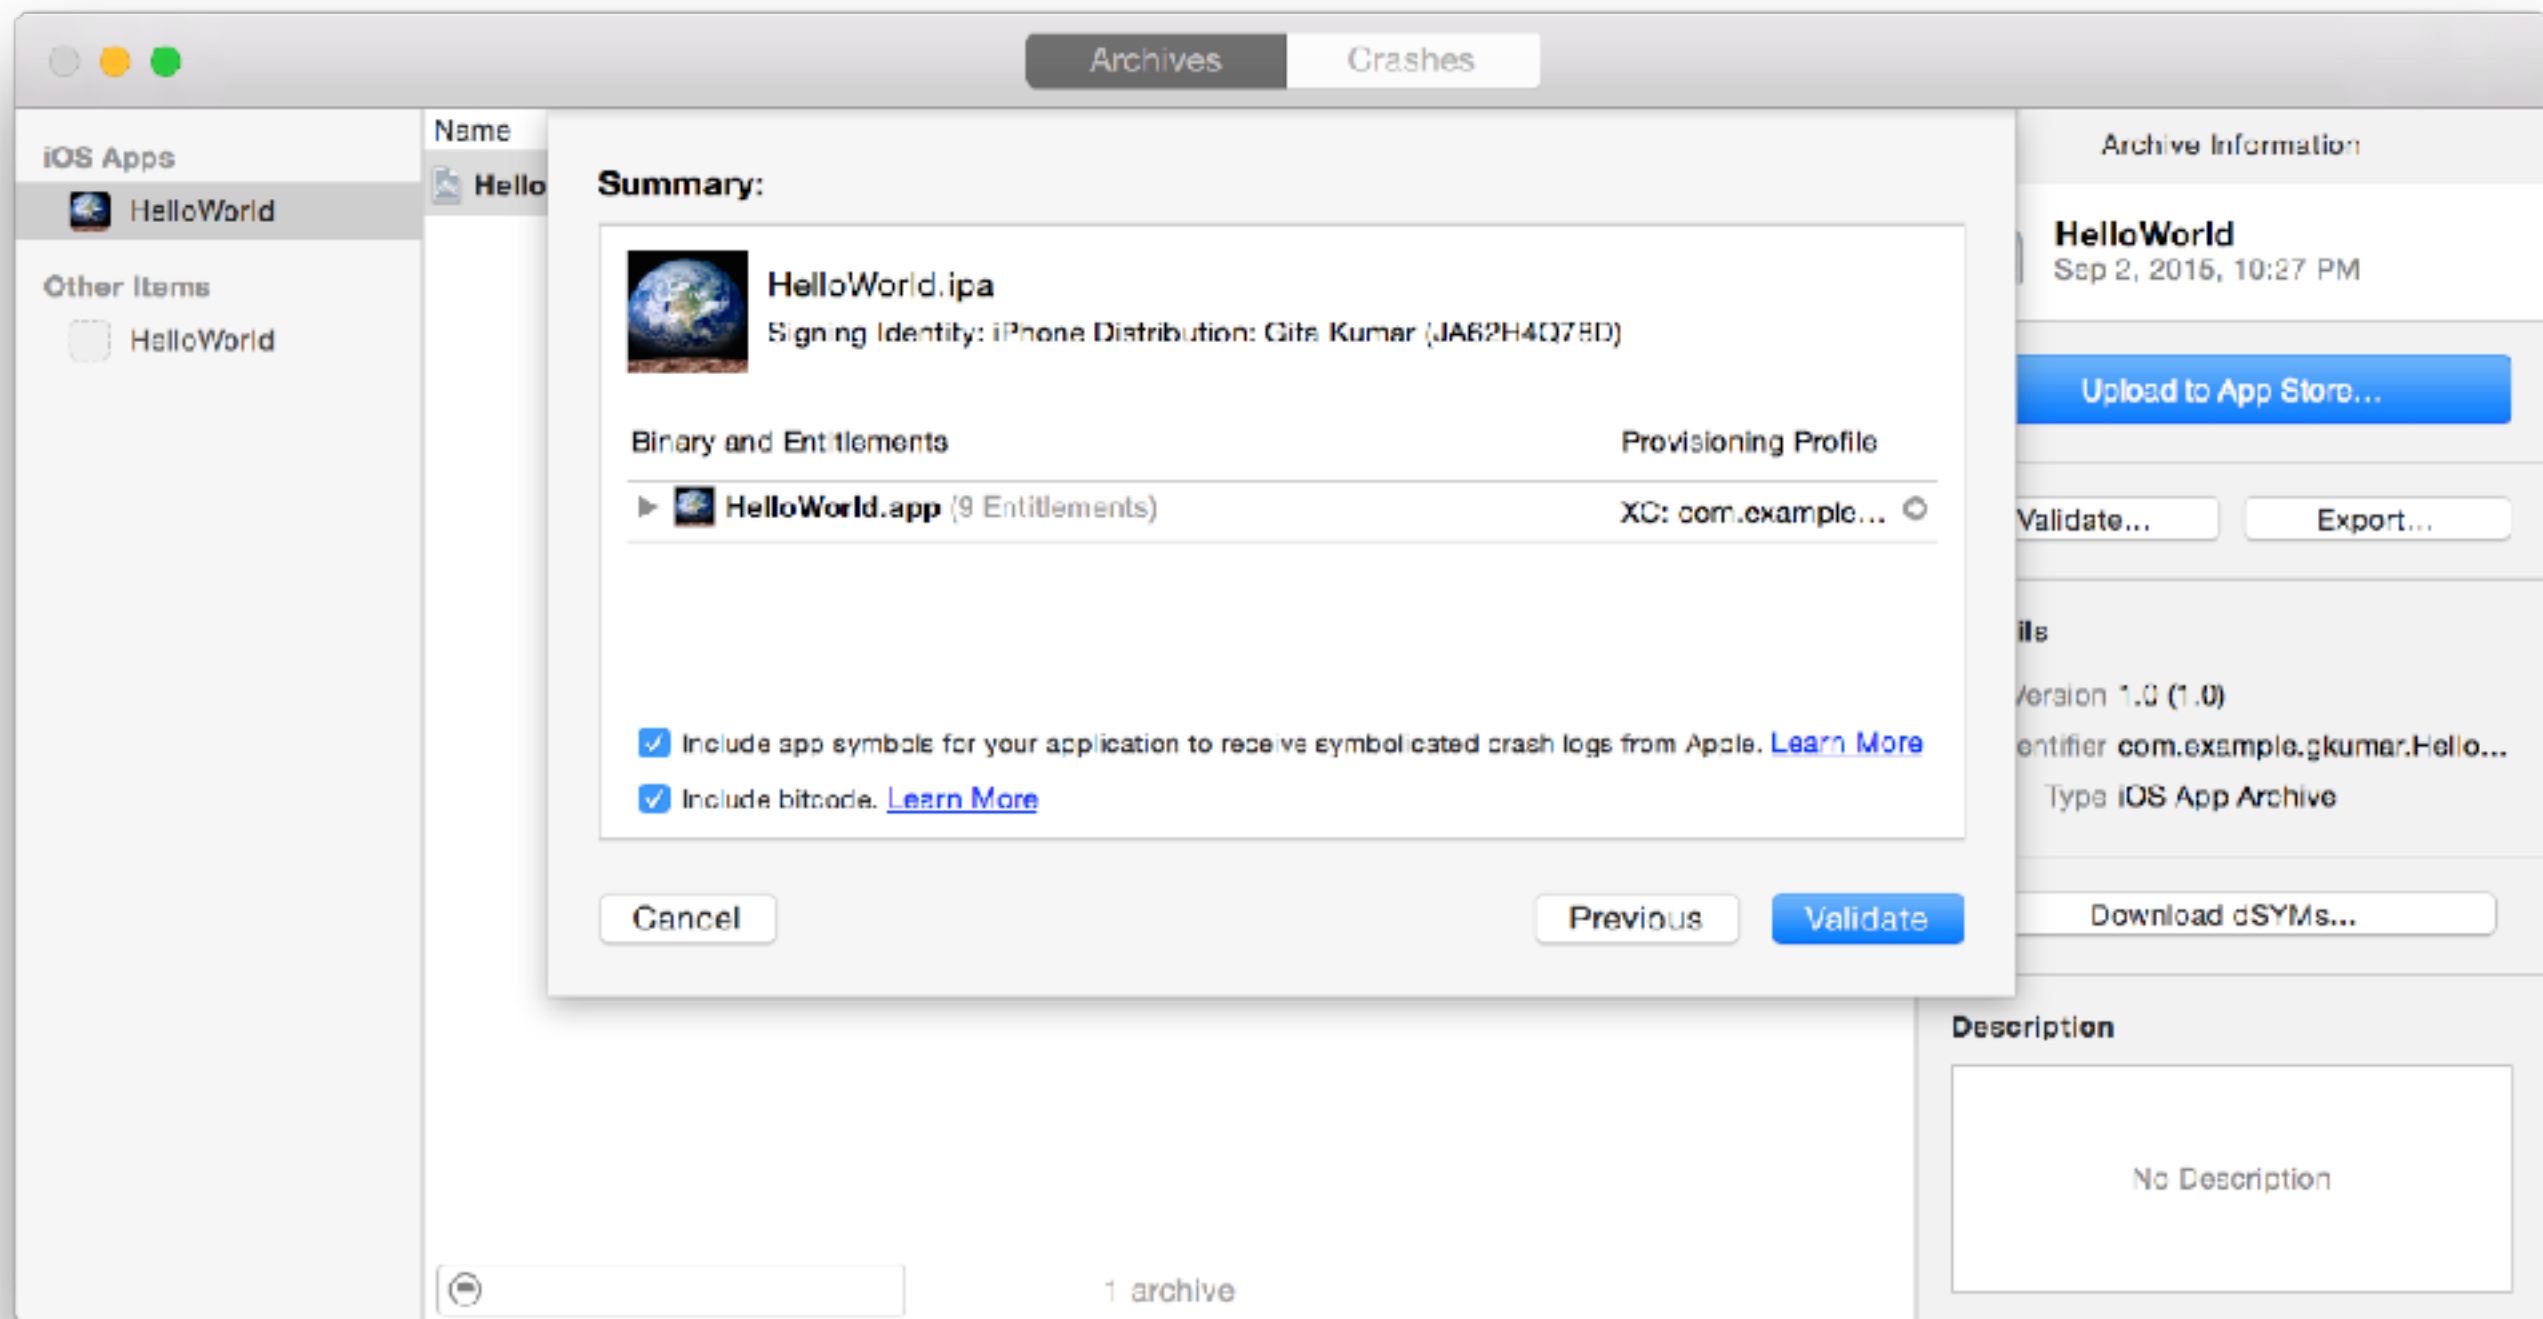 Archives Crashes
iOS Apps
HelloWorld
Other Items
HelloWorld
Name
Hello
Summary:
HelloWorld.ipa
Signing Identity: iPhone Distribution: Gita Kumar (JA62H4Q78D)
Binary and Entitlements Provisioning Profile
HelloWorld.app (9 Entitlements) XC: com.example...
Include app symbols for your application to receive symbolicated crash logs from Apple. Learn More
Include bitcode. Learn More
Cancel Previous Validate
1 archive
Archive Information
HelloWorld
Sep 2, 2015, 10:27 PM
Upload to App Store...
Validate... Export...
ils
Version 1.0 (1.0)
entifier com.example.gkumar.Hello...
Type iOS App Archive
Download dSYMs...
Description
No Description